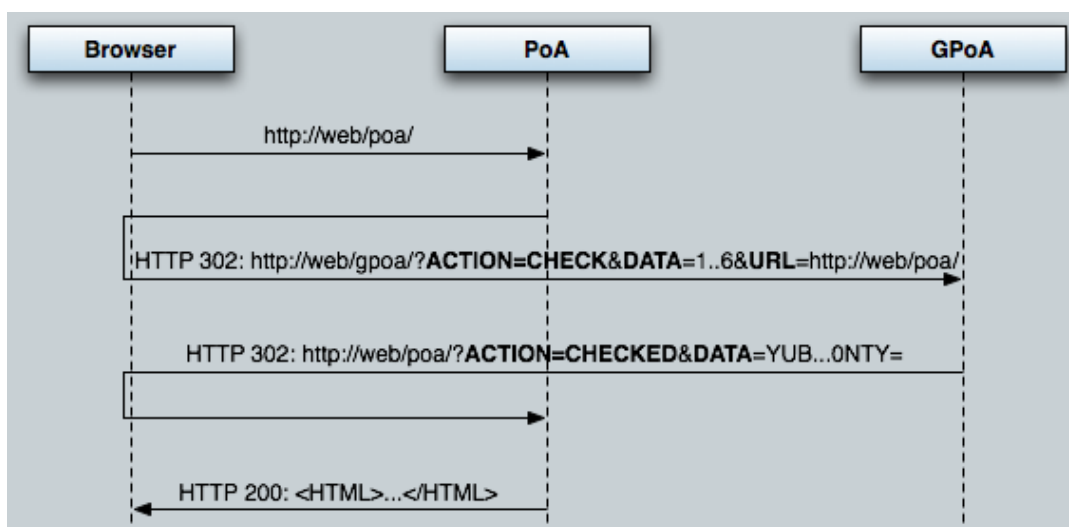 Browser PoA GPoA
http://web/poa/
HTTP 302: http://web/gpoa/?ACTION=CHECK&DATA=1..6&URL=http://web/poa/
HTTP 302: http://web/poa/?ACTION=CHECKED&DATA=YUB...0NTY=
HTTP 200: <HTML>...</HTML>